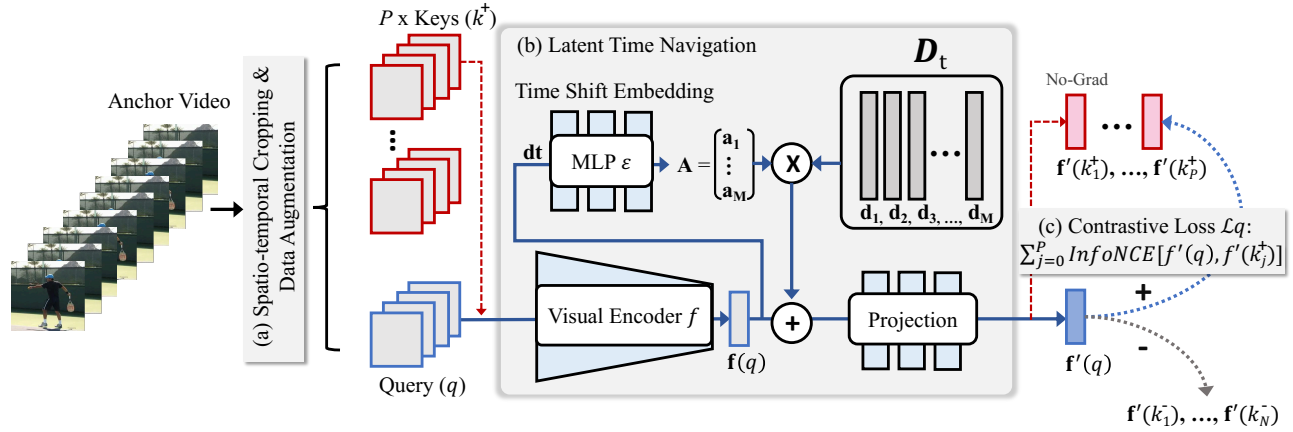 P x Keys (k⁺)
Anchor Video
(a) Spatio-temporal Cropping &
Data Augmentation
Query (q)
(b) Latent Time Navigation
Time Shift Embedding
dt
MLP ε
A = [a₁ ⋮ a_M]
X
D_t
d₁, d₂, d₃, ..., d_M
Visual Encoder f
f(q)
+
Projection
No-Grad
...
f′(k₁⁺), ..., f′(k_P⁺)
(c) Contrastive Loss ℒq:
∑_{j=0}^{P} InfoNCE[f′(q), f′(k_j⁺)]
+
-
f′(q)
f′(k₁⁻), ..., f′(k_N⁻)